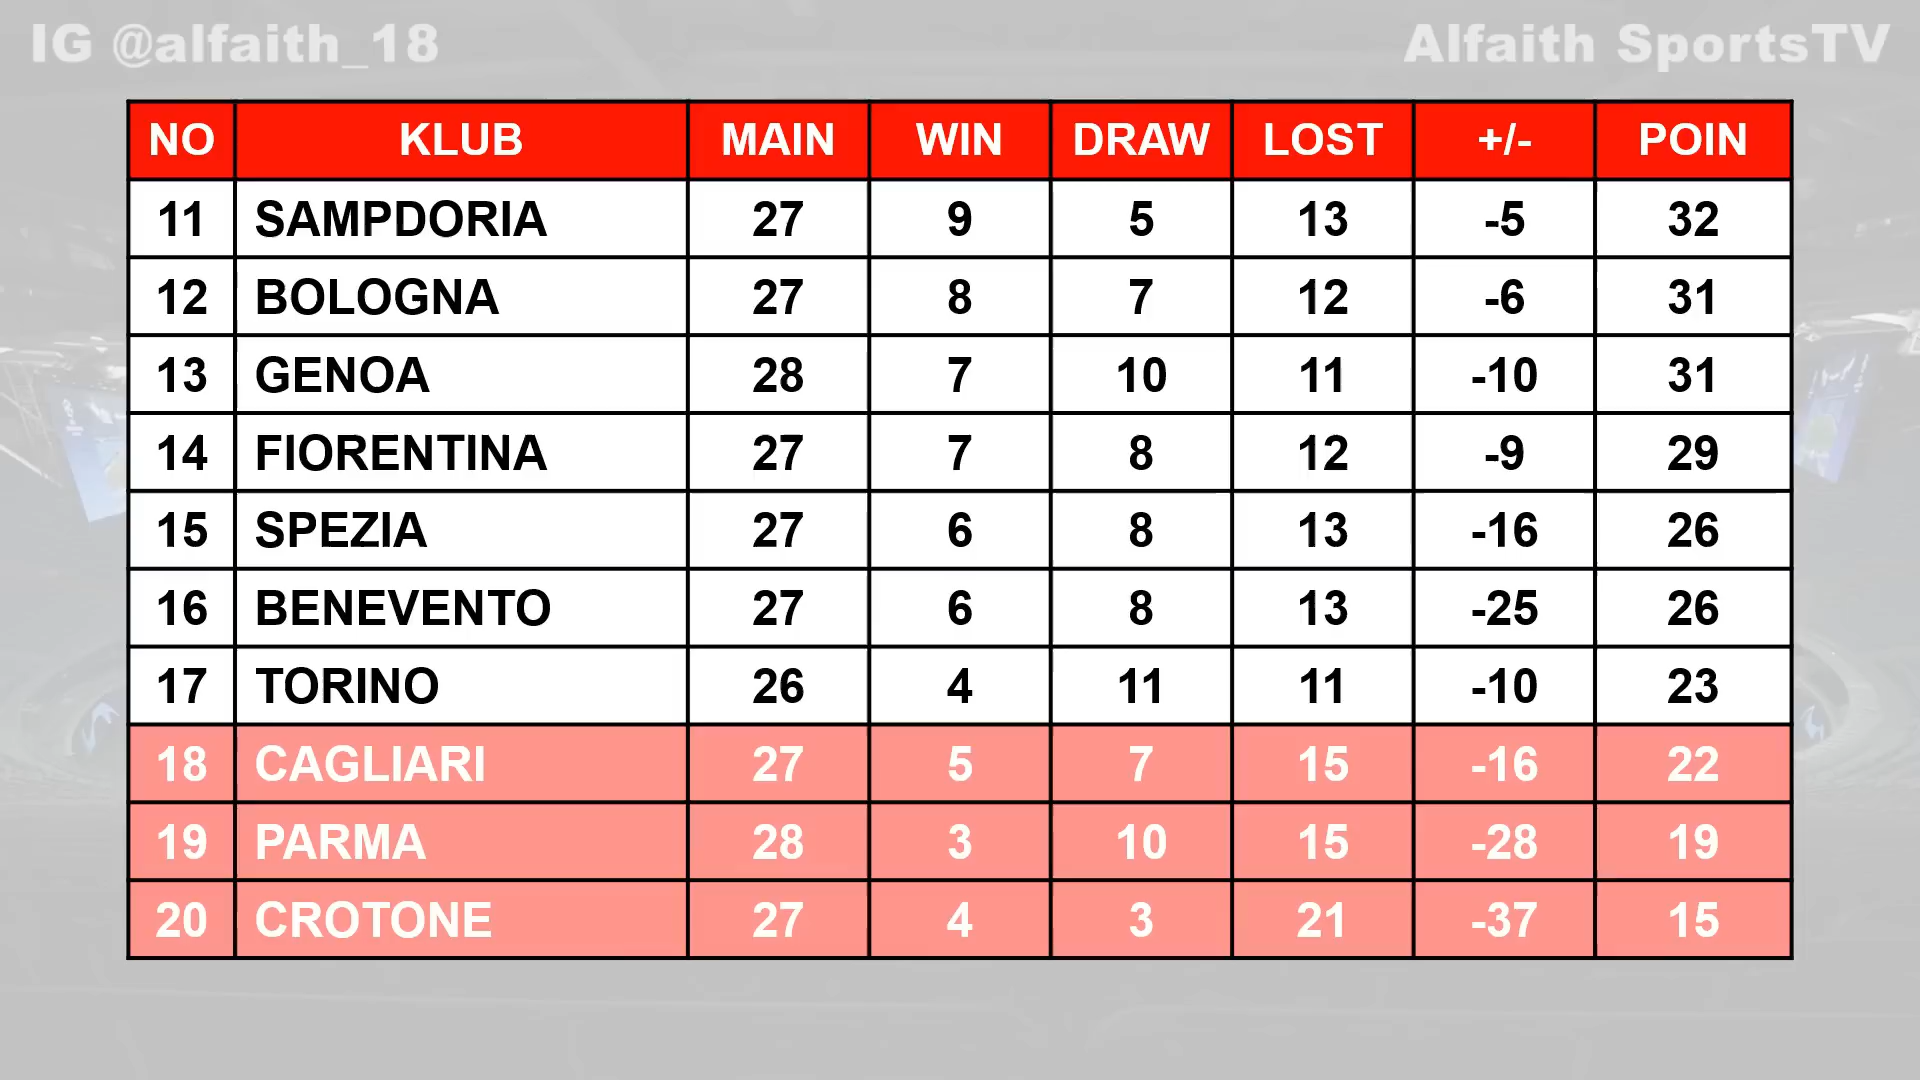 IG @alfaith_18 Alfaith SportsTV
NO KLUB MAIN WIN DRAW LOST +/- POIN
11 SAMPDORIA 27 9 5 13 -5 32
12 BOLOGNA 27 8 7 12 -6 31
13 GENOA 28 7 10 11 -10 31
14 FIORENTINA 27 7 8 12 -9 29
15 SPEZIA 27 6 8 13 -16 26
16 BENEVENTO 27 6 8 13 -25 26
17 TORINO 26 4 11 11 -10 23
18 CAGLIARI 27 5 7 15 -16 22
19 PARMA 28 3 10 15 -28 19
20 CROTONE 27 4 3 21 -37 15